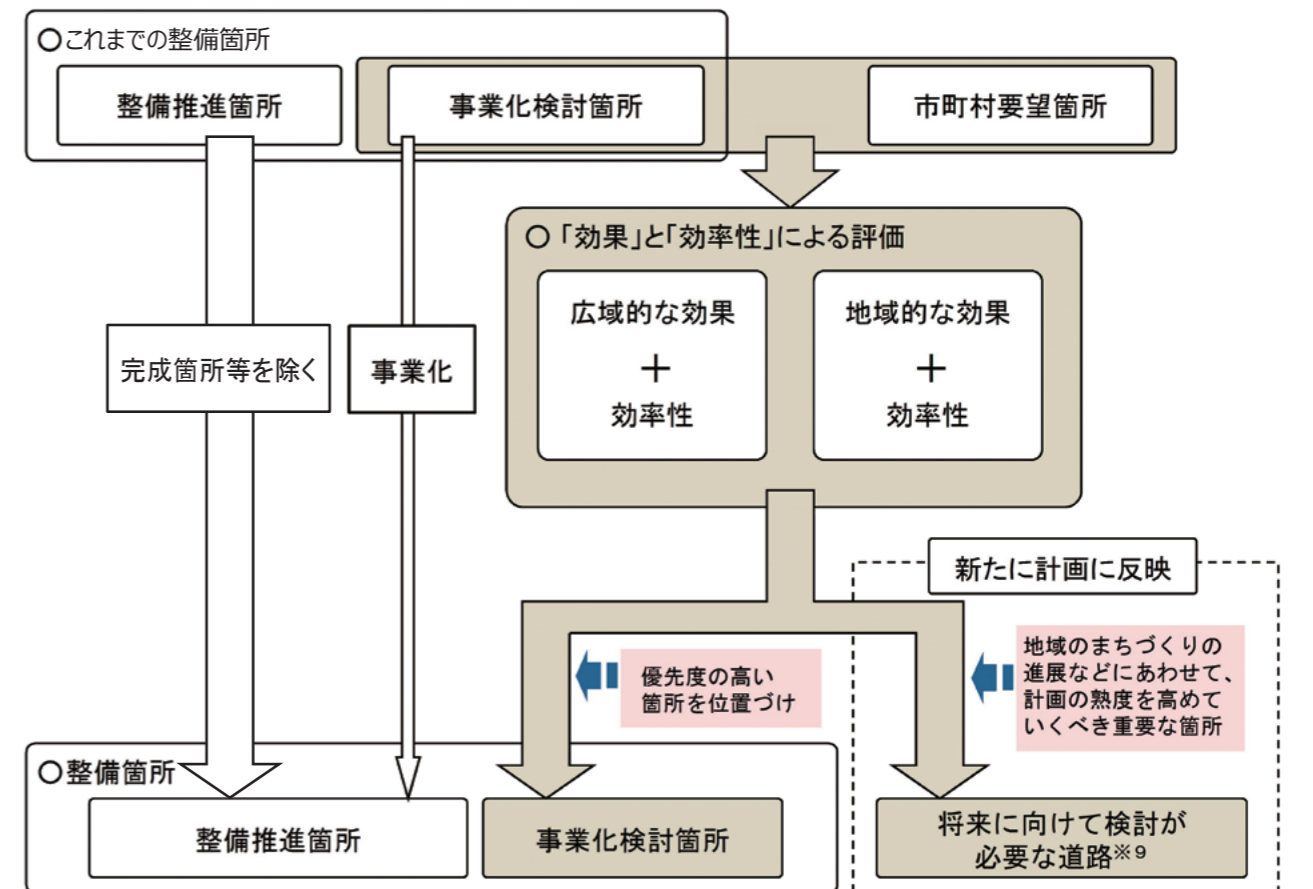 〇これまでの整備箇所
整備推進箇所
事業化検討箇所
市町村要望箇所
〇「効果」と「効率性」による評価
広域的な効果
＋
効率性
地域的な効果
＋
効率性
完成箇所等を除く
事業化
新たに計画に反映
優先度の高い
箇所を位置づけ
地域のまちづくりの
進展などにあわせて、
計画の熟度を高めて
いくべき重要な箇所
〇整備箇所
整備推進箇所
事業化検討箇所
将来に向けて検討が
必要な道路※9